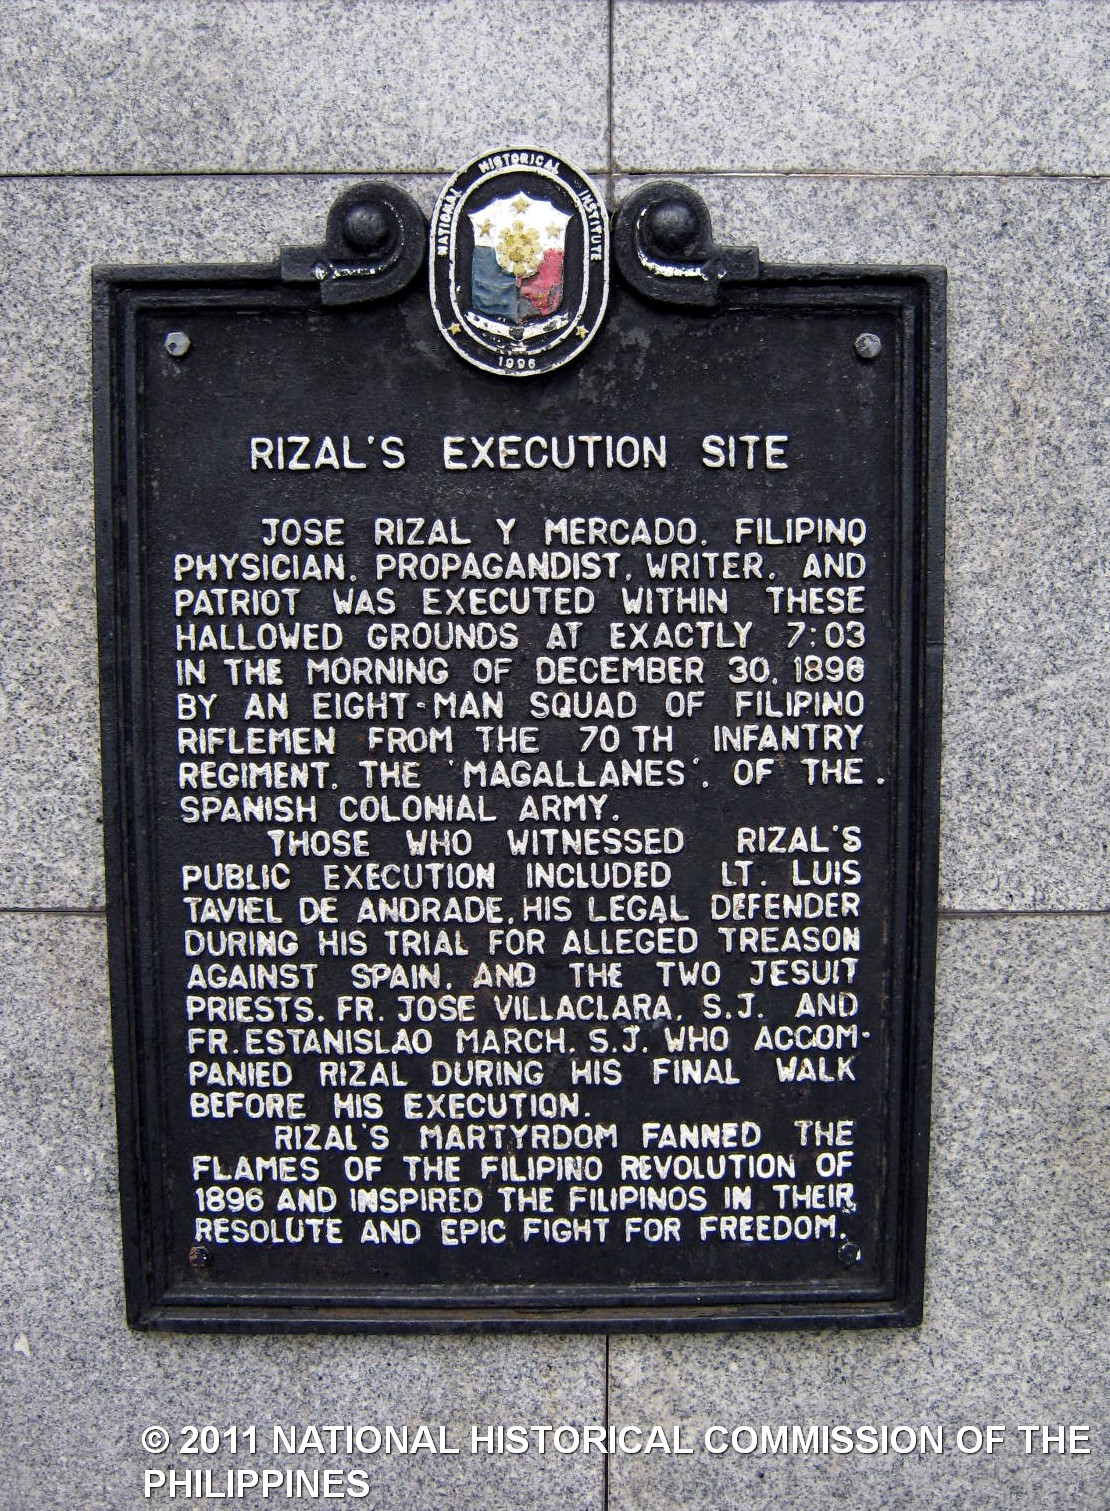 NATIONAL HISTORICAL INSTITUTE
1996
RIZAL'S EXECUTION SITE
JOSE RIZAL Y MERCADO, FILIPINO
PHYSICIAN, PROPAGANDIST, WRITER, AND
PATRIOT WAS EXECUTED WITHIN THESE
HALLOWED GROUNDS AT EXACTLY 7:03
IN THE MORNING OF DECEMBER 30, 1896
BY AN EIGHT-MAN SQUAD OF FILIPINO
RIFLEMEN FROM THE 70TH INFANTRY
REGIMENT, THE 'MAGALLANES', OF THE
SPANISH COLONIAL ARMY.
THOSE WHO WITNESSED RIZAL'S
PUBLIC EXECUTION INCLUDED LT. LUIS
TAVIEL DE ANDRADE, HIS LEGAL DEFENDER
DURING HIS TRIAL FOR ALLEGED TREASON
AGAINST SPAIN, AND THE TWO JESUIT
PRIESTS, FR. JOSE VILLACLARA, S.J. AND
FR. ESTANISLAO MARCH, S.J. WHO ACCOM-
PANIED RIZAL DURING HIS FINAL WALK
BEFORE HIS EXECUTION.
RIZAL'S MARTYRDOM FANNED THE
FLAMES OF THE FILIPINO REVOLUTION OF
1896 AND INSPIRED THE FILIPINOS IN THEIR
RESOLUTE AND EPIC FIGHT FOR FREEDOM.
© 2011 NATIONAL HISTORICAL COMMISSION OF THE
PHILIPPINES